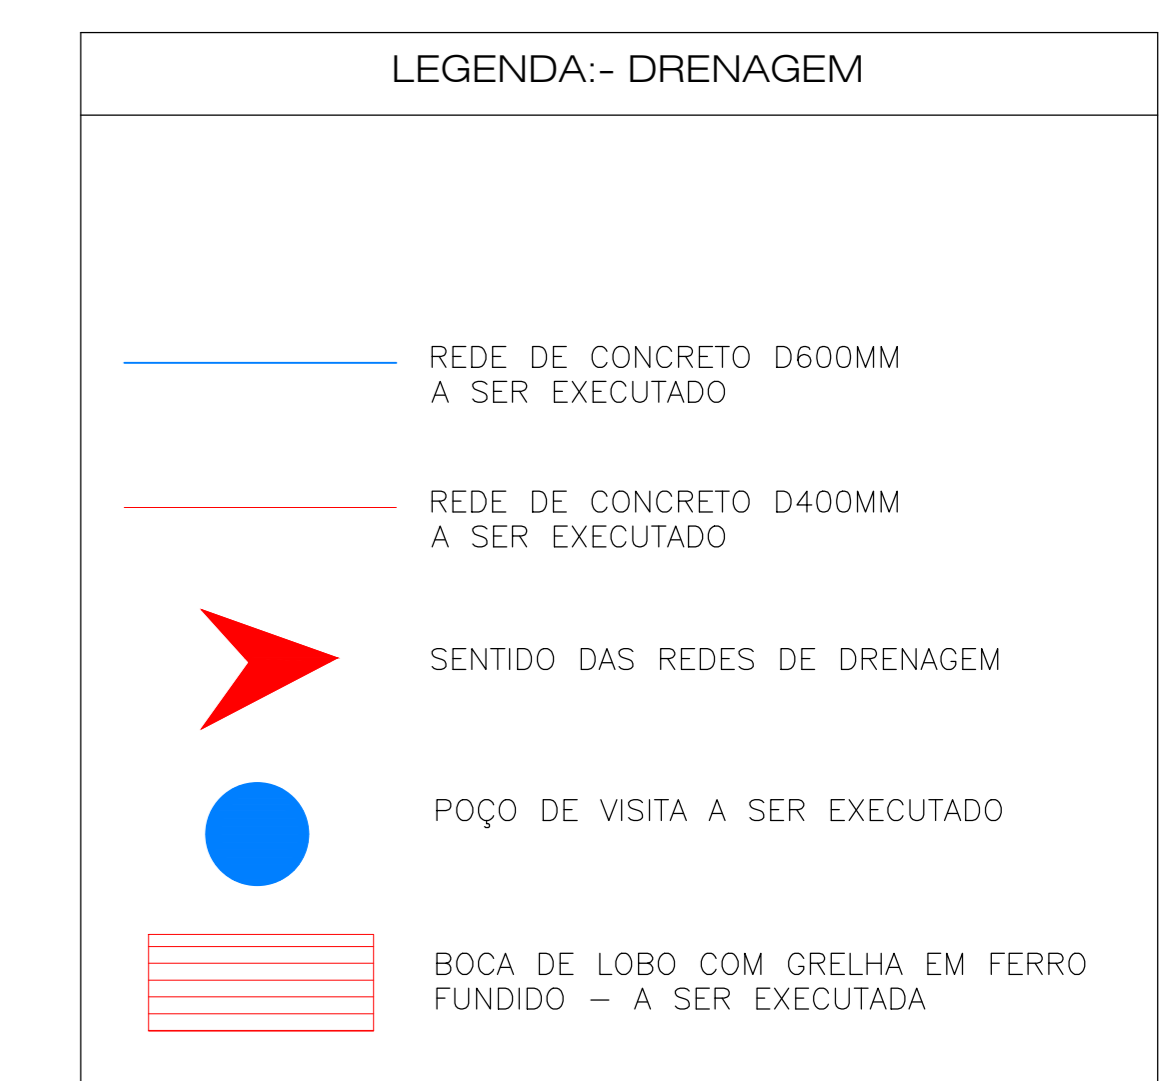 LEGENDA:- DRENAGEM
REDE DE CONCRETO D600MM
A SER EXECUTADO
REDE DE CONCRETO D400MM
A SER EXECUTADO
SENTIDO DAS REDES DE DRENAGEM
POÇO DE VISITA A SER EXECUTADO
BOCA DE LOBO COM GRELHA EM FERRO
FUNDIDO – A SER EXECUTADA